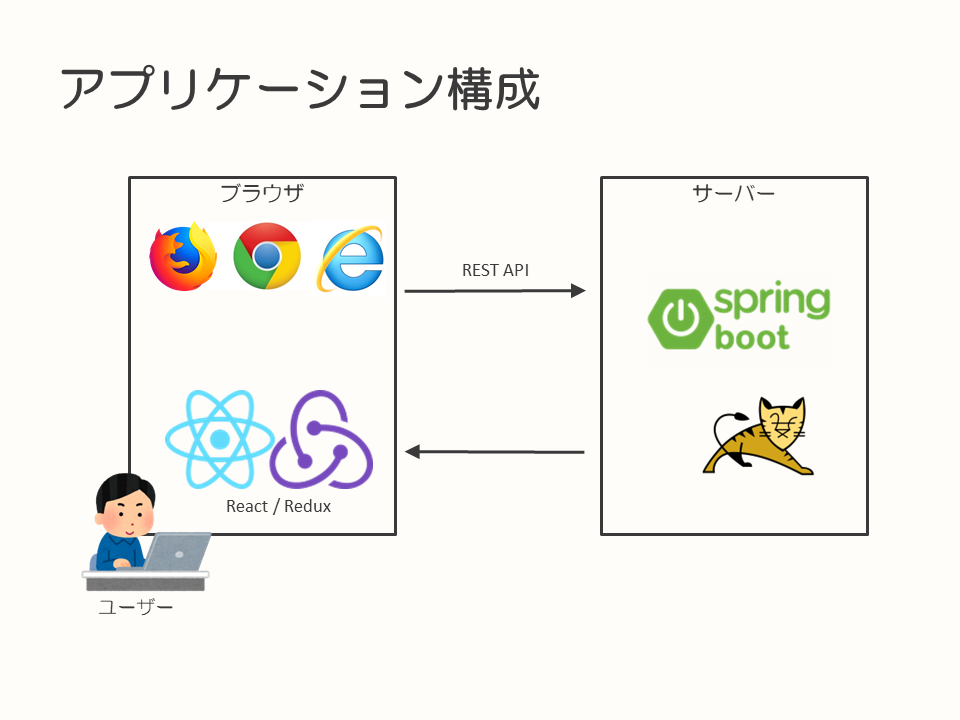 アプリケーション構成
ブラウザ
サーバー
REST API
spring
boot
React / Redux
ユーザー